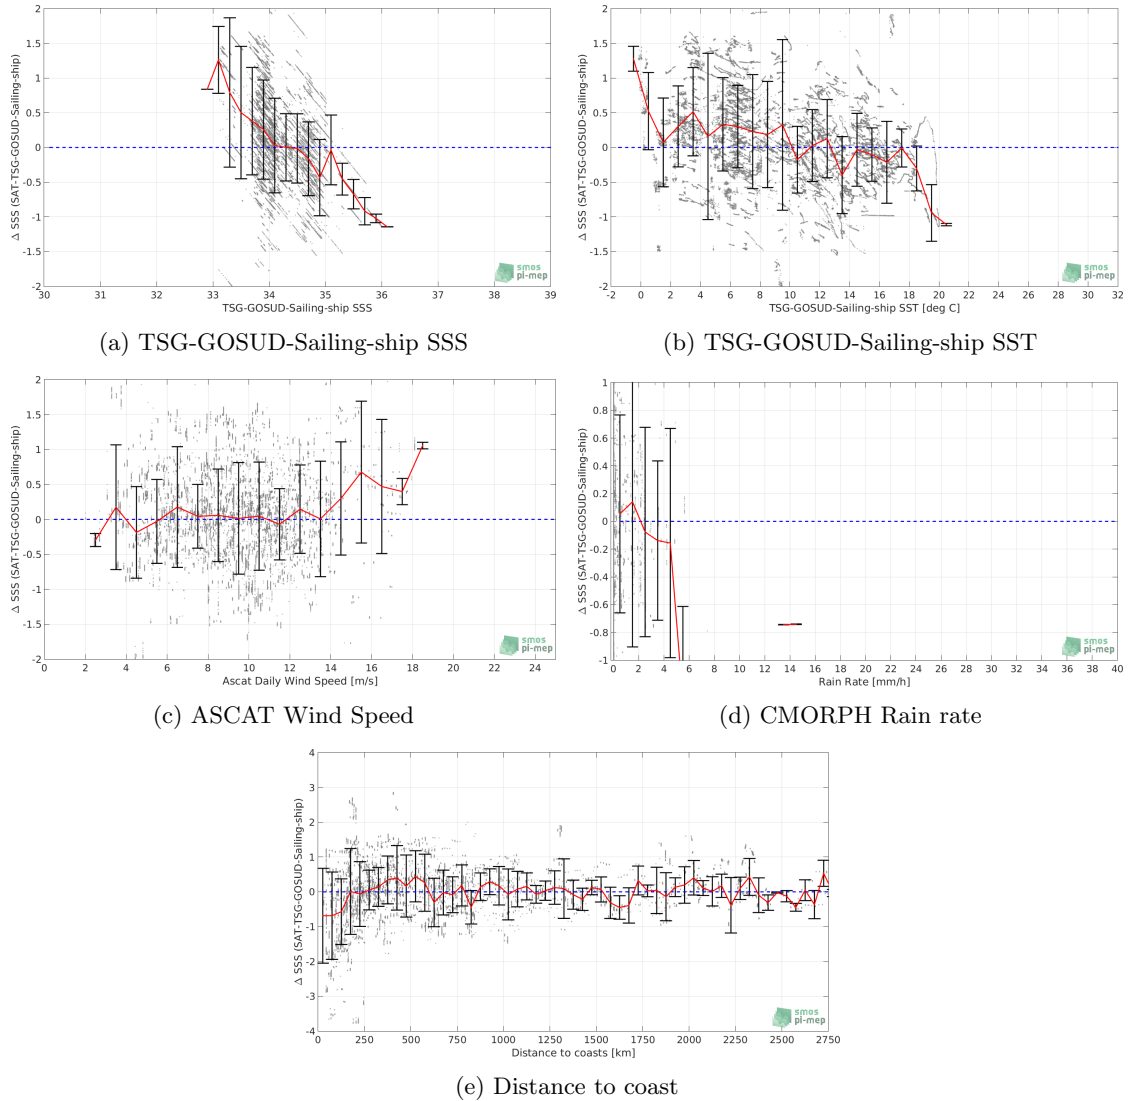 2
1.5
1
0.5
0
-0.5
-1
-1.5
-2
Δ SSS (SAT-TSG-GOSUD-Sailing-ship)
30 31 32 33 34 35 36 37 38 39
TSG-GOSUD-Sailing-ship SSS
smos
pi-mep
(a) TSG-GOSUD-Sailing-ship SSS
2
1.5
1
0.5
0
-0.5
-1
-1.5
-2
Δ SSS (SAT-TSG-GOSUD-Sailing-ship)
-2 0 2 4 6 8 10 12 14 16 18 20 22 24 26 28 30 32
TSG-GOSUD-Sailing-ship SST [deg C]
smos
pi-mep
(b) TSG-GOSUD-Sailing-ship SST
2
1.5
1
0.5
0
-0.5
-1
-1.5
-2
Δ SSS (SAT-TSG-GOSUD-Sailing-ship)
0 2 4 6 8 10 12 14 16 18 20 22 24
Ascat Daily Wind Speed [m/s]
smos
pi-mep
(c) ASCAT Wind Speed
1
0.8
0.6
0.4
0.2
0
-0.2
-0.4
-0.6
-0.8
-1
Δ SSS (SAT-TSG-GOSUD-Sailing-ship)
0 2 4 6 8 10 12 14 16 18 20 22 24 26 28 30 32 34 36 38 40
Rain Rate [mm/h]
smos
pi-mep
(d) CMORPH Rain rate
4
3
2
1
0
-1
-2
-3
-4
Δ SSS (SAT-TSG-GOSUD-Sailing-ship)
0 250 500 750 1000 1250 1500 1750 2000 2250 2500 2750
Distance to coasts [km]
smos
pi-mep
(e) Distance to coast